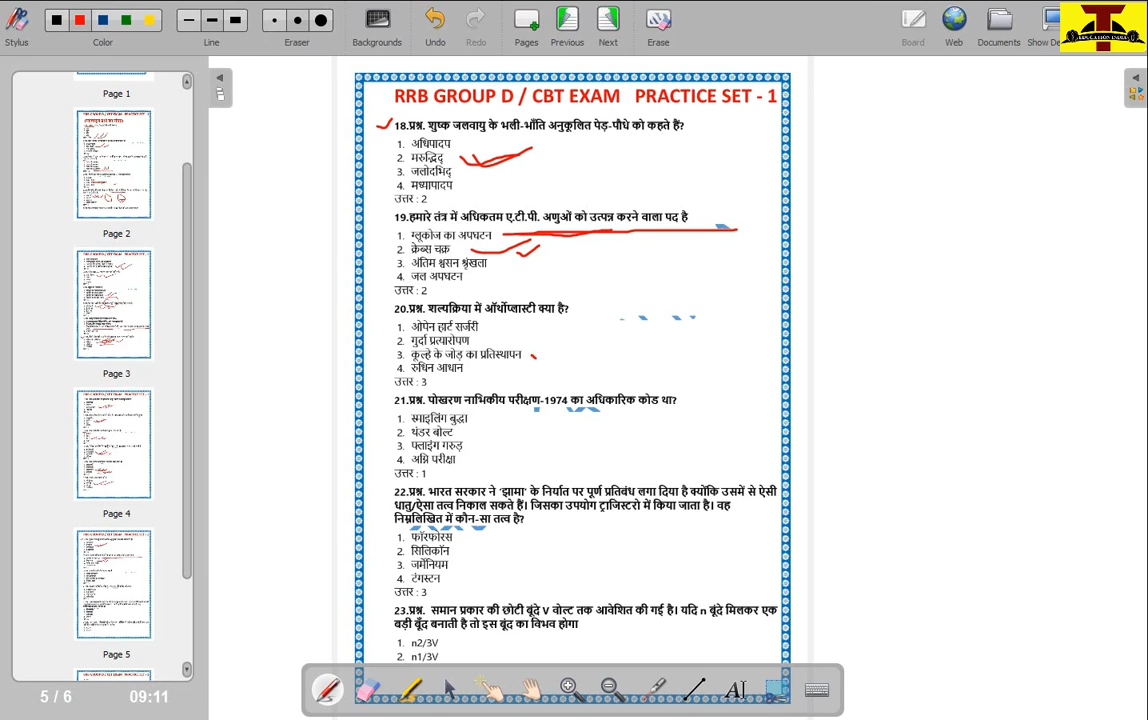 Stylus
Color
Line
Eraser
Backgrounds
Undo
Redo
Pages
Previous
Next
Erase
Board
Web
Documents
Show De
T
EDUCATION INDIA
Page 1
Page 2
Page 3
Page 4
Page 5
5 / 6
09:11
RRB GROUP D / CBT EXAM PRACTICE SET - 1
18.प्रश्न. शुष्क जलवायु के भली-भाँति अनुकूलित पेड़-पौधे को कहते हैं?
1. अधिपादप
2. मरुद्भिद्
3. जलोदभिद्
4. मध्यापादप
उत्तर : 2
19.हमारे तंत्र में अधिकतम ए.टी.पी. अणुओं को उत्पन्न करने वाला पद है
1. ग्लूकोज का अपघटन
2. क्रेब्स चक्र
3. अंतिम श्वसन श्रृंखला
4. जल अपघटन
उत्तर : 2
20.प्रश्न. शल्यक्रिया में ऑर्थोप्लास्टी क्या है?
1. ओपेन हार्ट सर्जरी
2. गुर्दा प्रत्यारोपण
3. कूल्हे के जोड़ का प्रतिस्थापन
4. रुधिन आधान
उत्तर : 3
21.प्रश्न. पोखरण नाभिकीय परीक्षण-1974 का अधिकारिक कोड था?
1. स्माइलिंग बुद्धा
2. थंडर बोल्ट
3. फ्लाइंग गरुड़
4. अग्नि परीक्षा
उत्तर : 1
22.प्रश्न. भारत सरकार ने ‘झामा’ के निर्यात पर पूर्ण प्रतिबंध लगा दिया है क्योंकि उसमें से ऐसी
धातु/ऐसा तत्व निकाल सकते हैं। जिसका उपयोग ट्राजिस्टरो में किया जाता है। वह
निम्नलिखित में कौन-सा तत्व है?
1. फॉरफोरस
2. सिलिकॉन
3. जर्मेनियम
4. टंगस्टन
उत्तर : 3
23.प्रश्न. समान प्रकार की छोटी बूंदे V वोल्ट तक आवेशित की गई है। यदि n बूंदे मिलकर एक
बड़ी बूँद बनाती है तो इस बूंद का विभव होगा
1. n2/3V
2. n1/3V